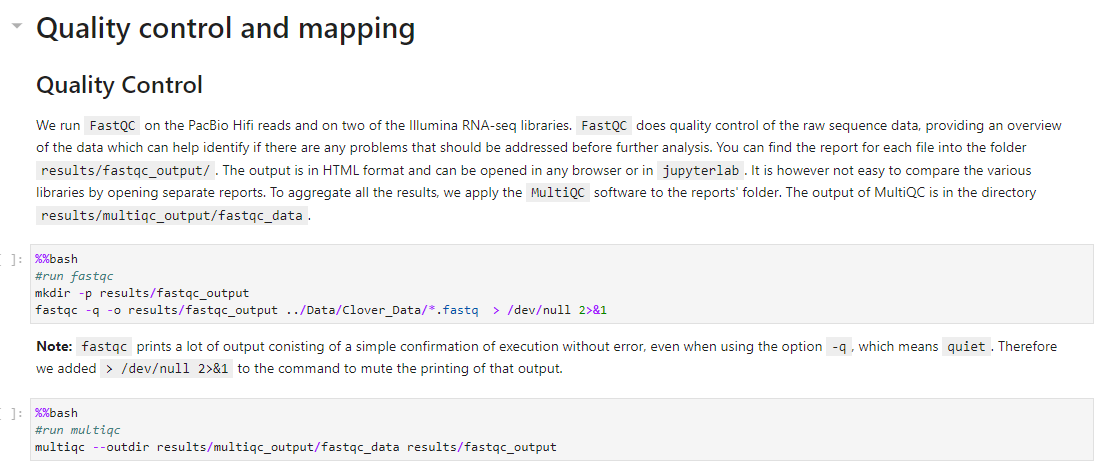 Quality control and mapping
Quality Control
We run FastQC on the PacBio Hifi reads and on two of the Illumina RNA-seq libraries. FastQC does quality control of the raw sequence data, providing an overview
of the data which can help identify if there are any problems that should be addressed before further analysis. You can find the report for each file into the folder
results/fastqc_output/ . The output is in HTML format and can be opened in any browser or in jupyterlab . It is however not easy to compare the various
libraries by opening separate reports. To aggregate all the results, we apply the MultiQC software to the reports' folder. The output of MultiQC is in the directory
results/multiqc_output/fastqc_data .
[ ]: %%bash
#run fastqc
mkdir -p results/fastqc_output
fastqc -q -o results/fastqc_output ../Data/Clover_Data/*.fastq  > /dev/null 2>&1
Note: fastqc prints a lot of output conisting of a simple confirmation of execution without error, even when using the option -q , which means quiet . Therefore
we added > /dev/null 2>&1 to the command to mute the printing of that output.
[ ]: %%bash
#run multiqc
multiqc --outdir results/multiqc_output/fastqc_data results/fastqc_output